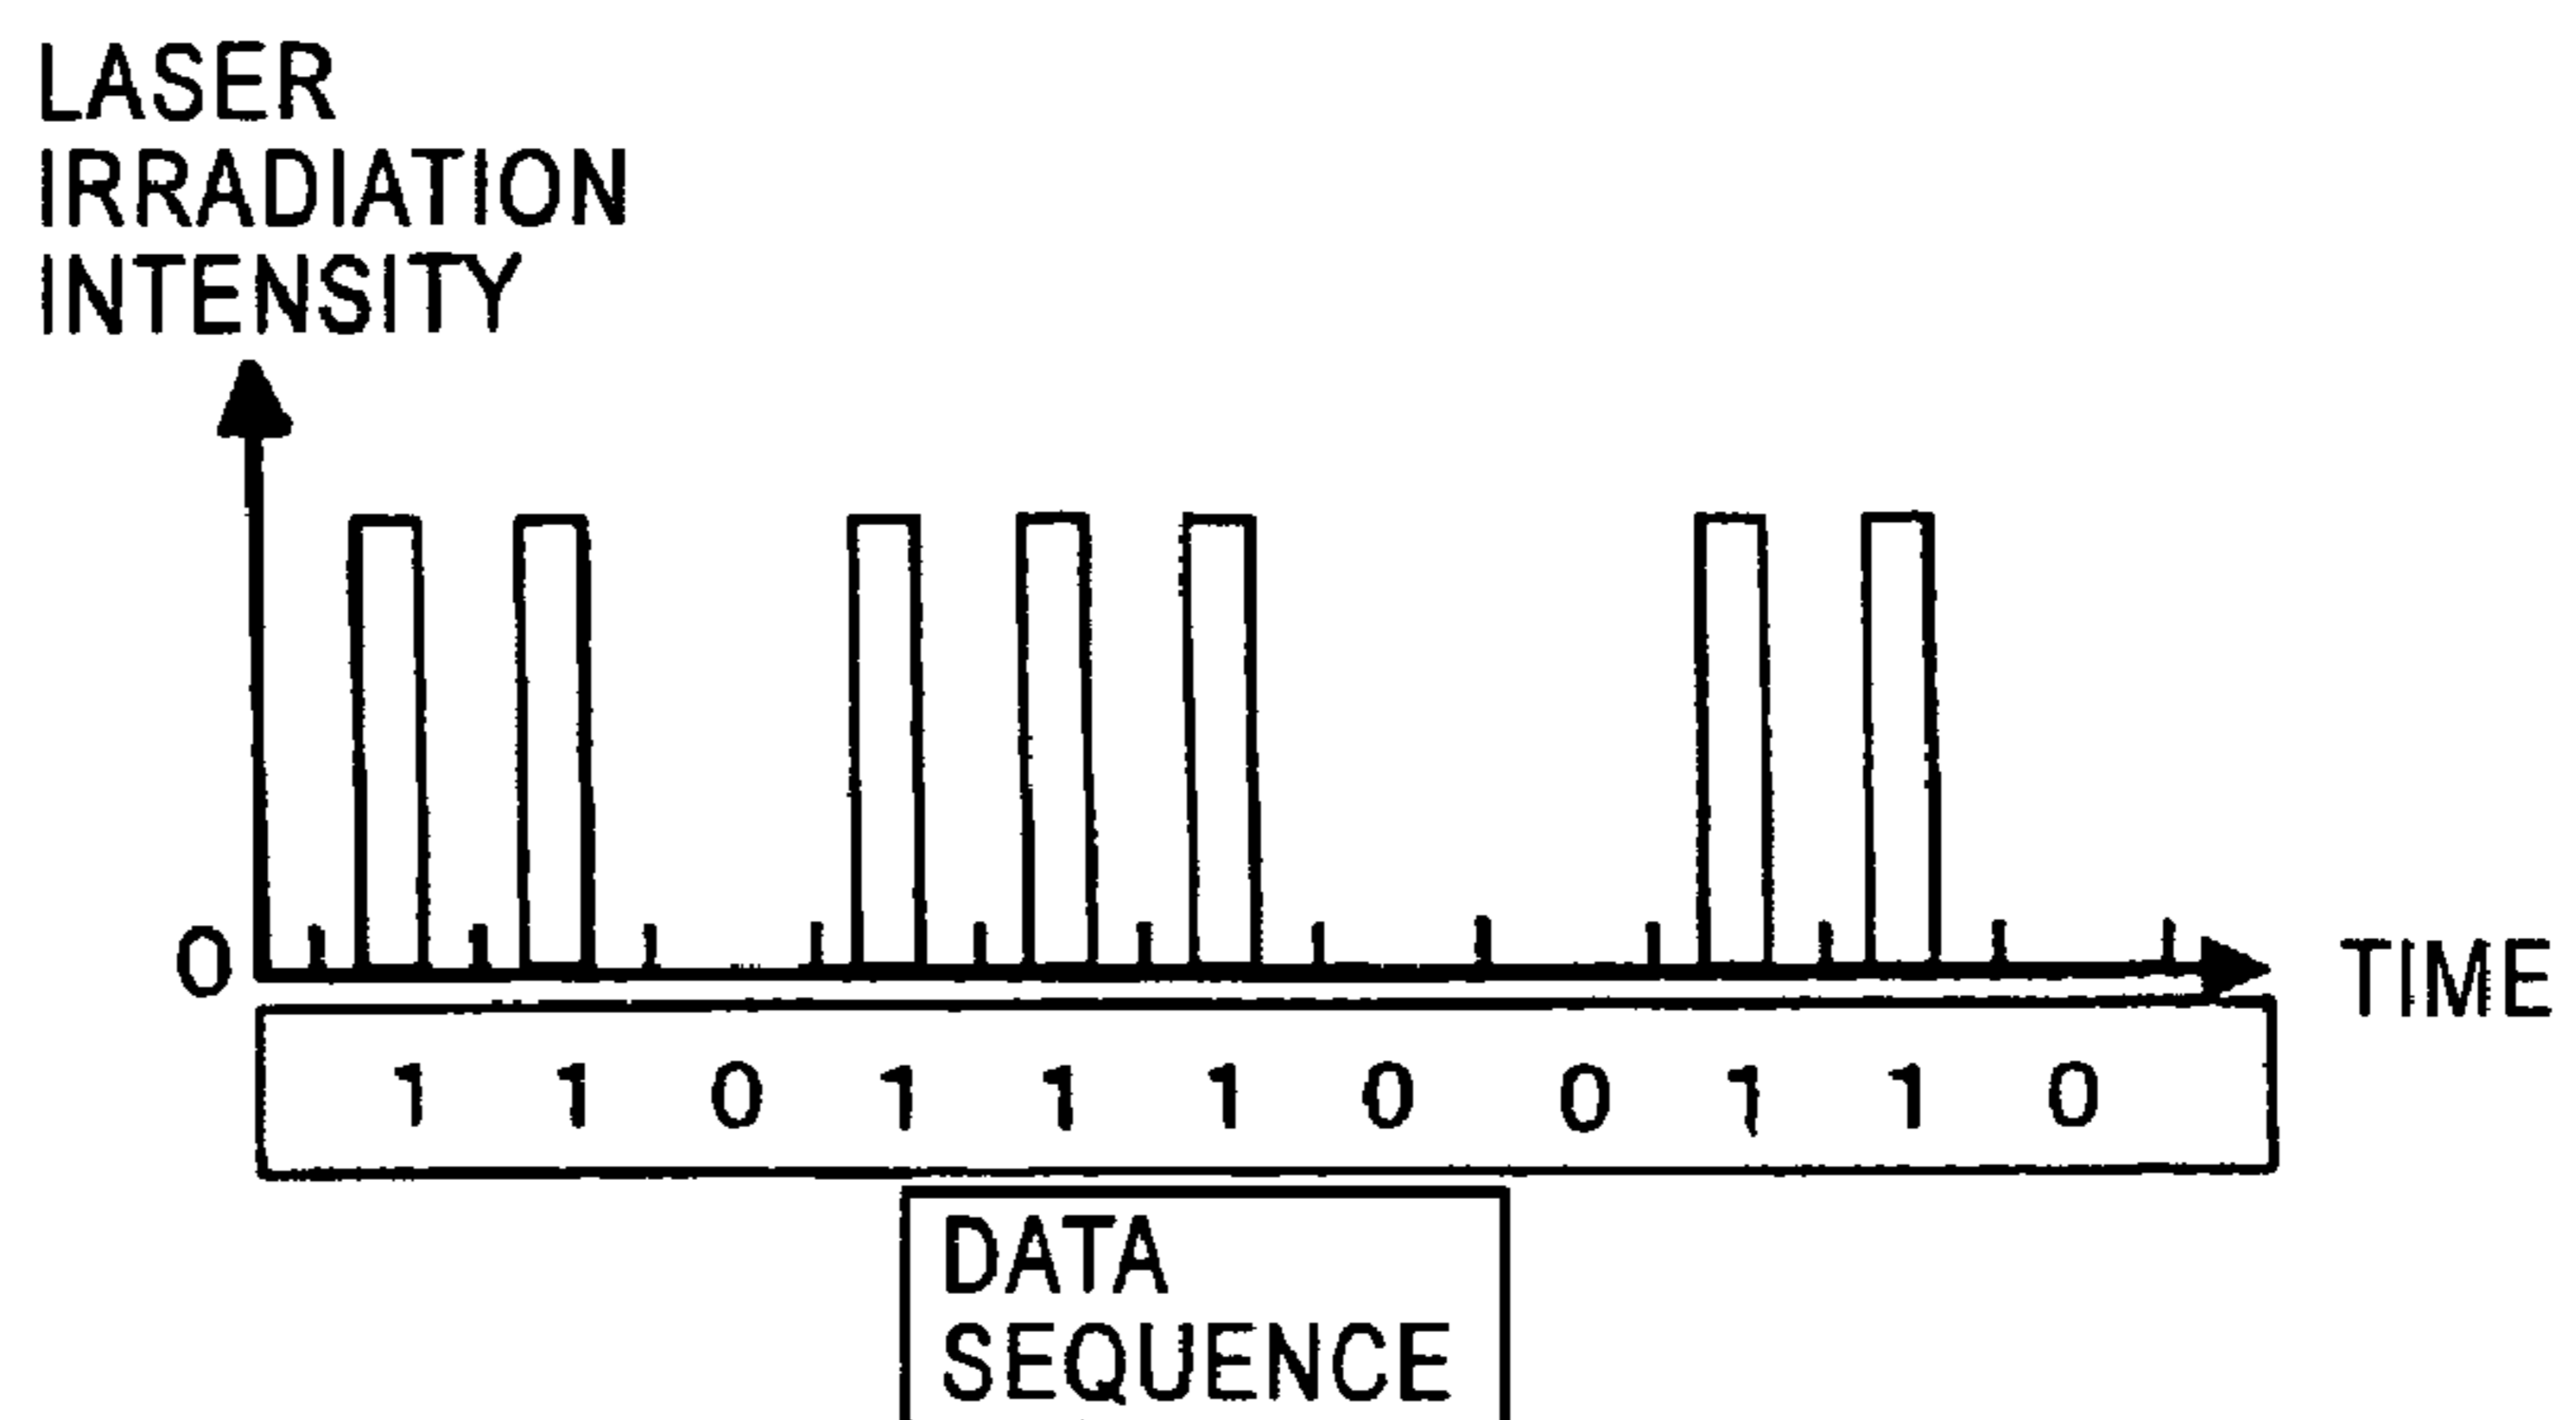 LASER
IRRADIATION
INTENSITY
0
TIME
1 1 0 1 1 1 0 0 1 1 0
DATA
SEQUENCE